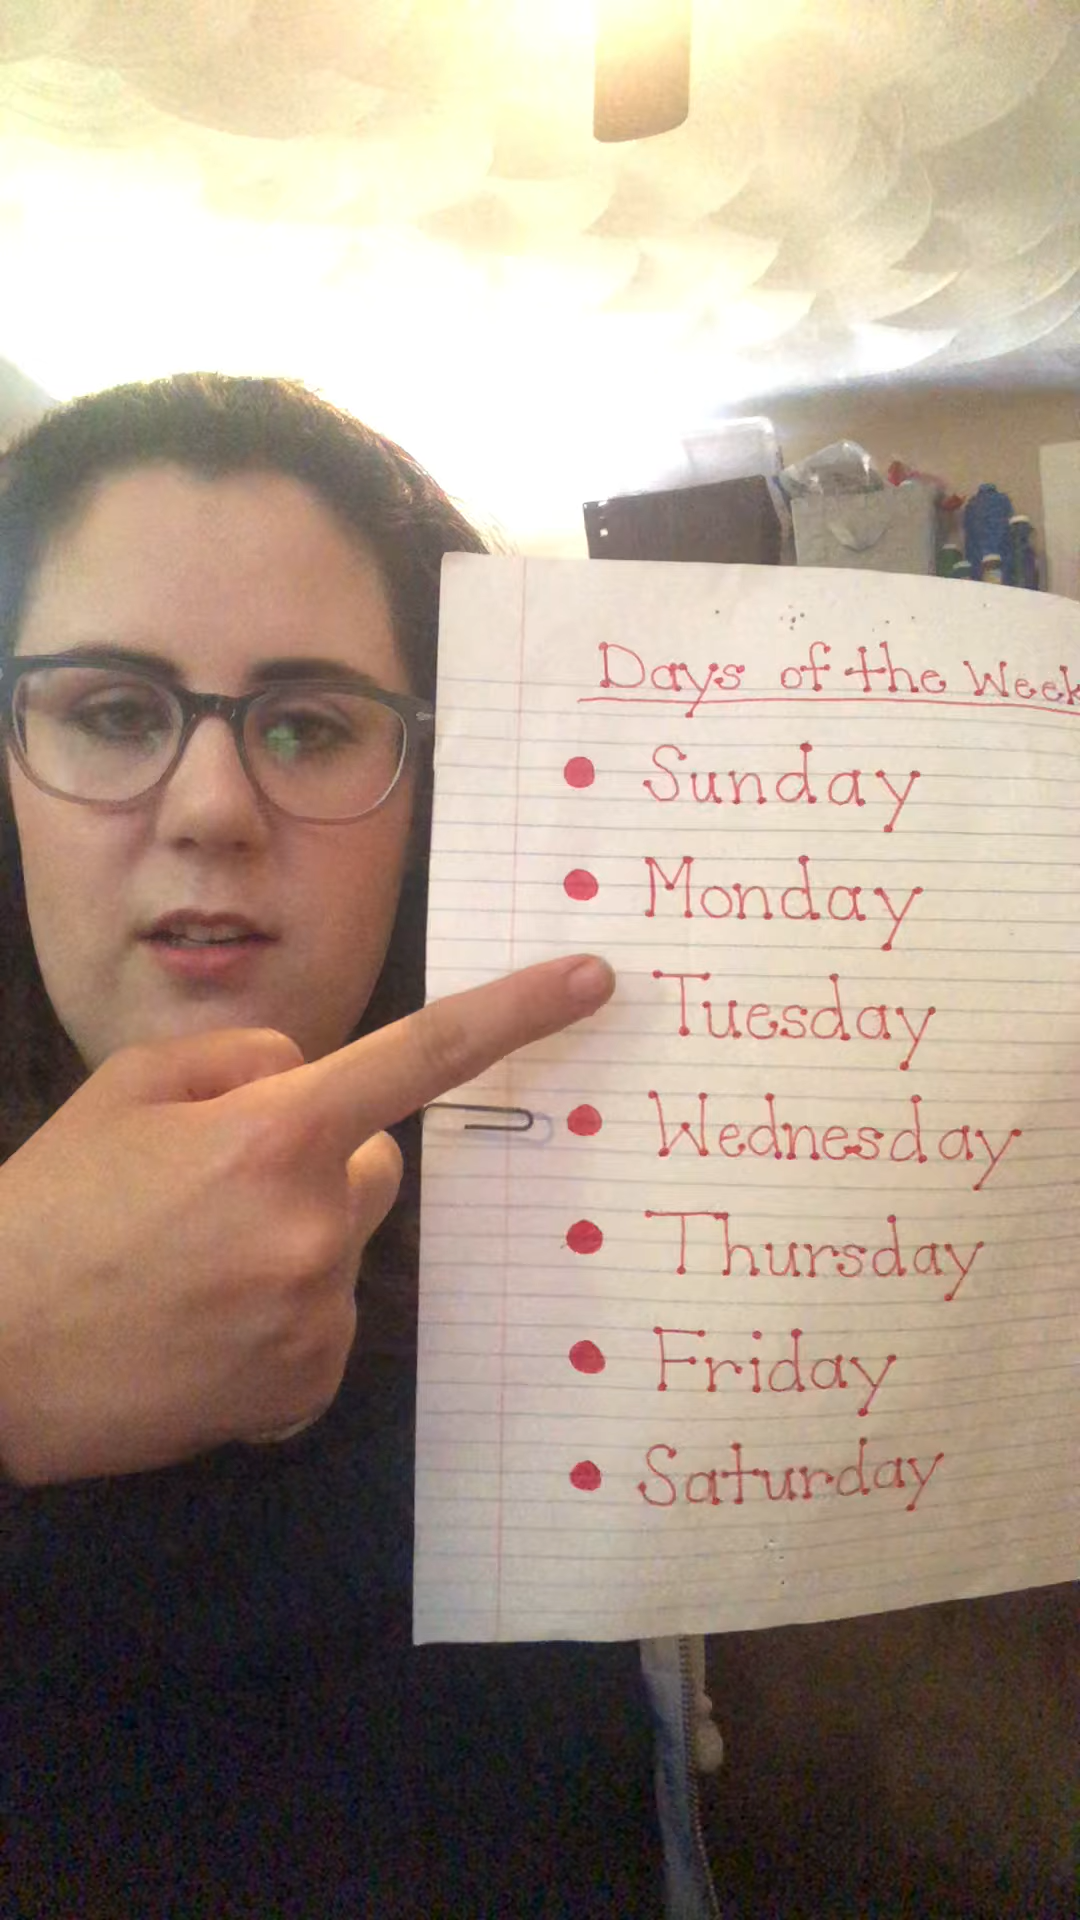 Days of the Week
• Sunday
• Monday
Tuesday
• Wednesday
• Thursday
• Friday
• Saturday